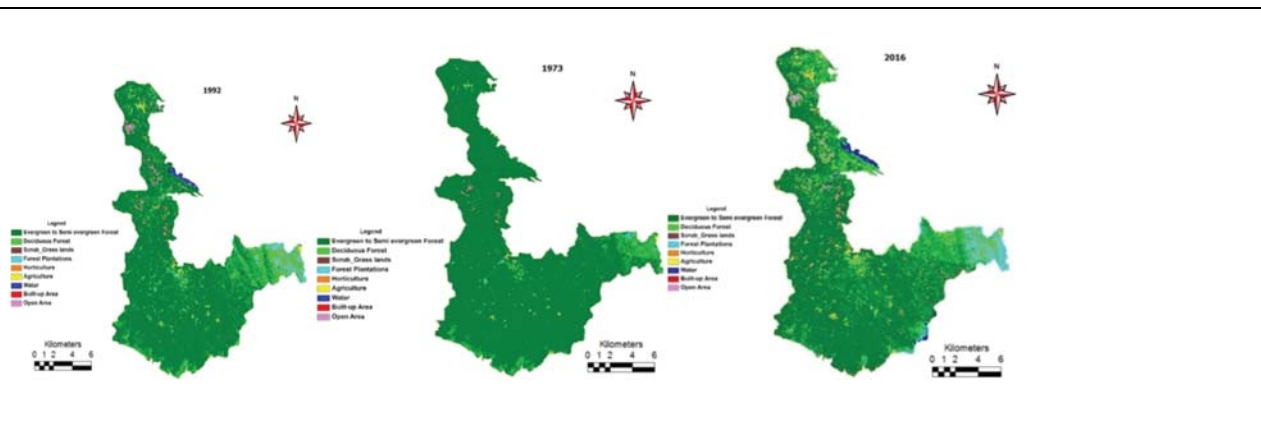 1992
N
Legend
Evergreen to Semi evergreen Forest
Deciduous Forest
Scrub_Grass lands
Forest Plantations
Horticulture
Agriculture
Water
Built-up Area
Open Area
Kilometers
0 1 2 4 6
1973
N
Legend
Evergreen to Semi evergreen Forest
Deciduous Forest
Scrub_Grass lands
Forest Plantations
Horticulture
Agriculture
Water
Built-up Area
Open Area
Kilometers
0 1 2 4 6
2016
N
Legend
Evergreen to Semi evergreen Forest
Deciduous Forest
Scrub_Grass lands
Forest Plantations
Horticulture
Agriculture
Water
Built-up Area
Open Area
Kilometers
0 1 2 4 6